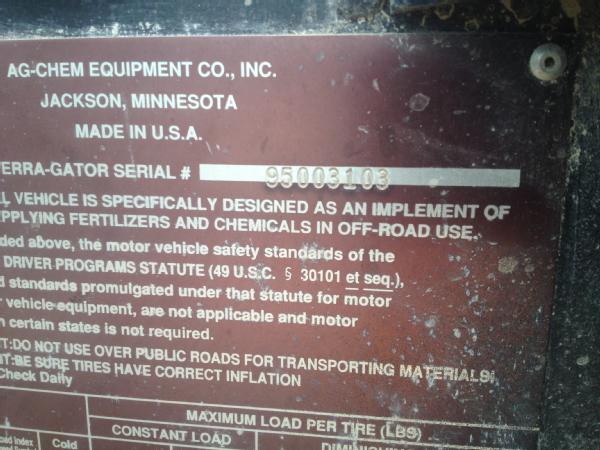 AG-CHEM EQUIPMENT CO., INC.
JACKSON, MINNESOTA
MADE IN U.S.A.
ERRA-GATOR SERIAL # 95003103
VEHICLE IS SPECIFICALLY DESIGNED AS AN IMPLEMENT OF
PPLYING FERTILIZERS AND CHEMICALS IN OFF-ROAD USE.
ded above, the motor vehicle safety standards of the
DRIVER PROGRAMS STATUTE (49 U.S.C. § 30101 et seq.),
d standards promulgated under that statute for motor
vehicle equipment, are not applicable and motor
n certain states is not required.
T:DO NOT USE OVER PUBLIC ROADS FOR TRANSPORTING MATERIALS!
T:BE SURE TIRES HAVE CORRECT INFLATION
Check Daily
MAXIMUM LOAD PER TIRE (LBS)
CONSTANT LOAD
oad Index
Cold